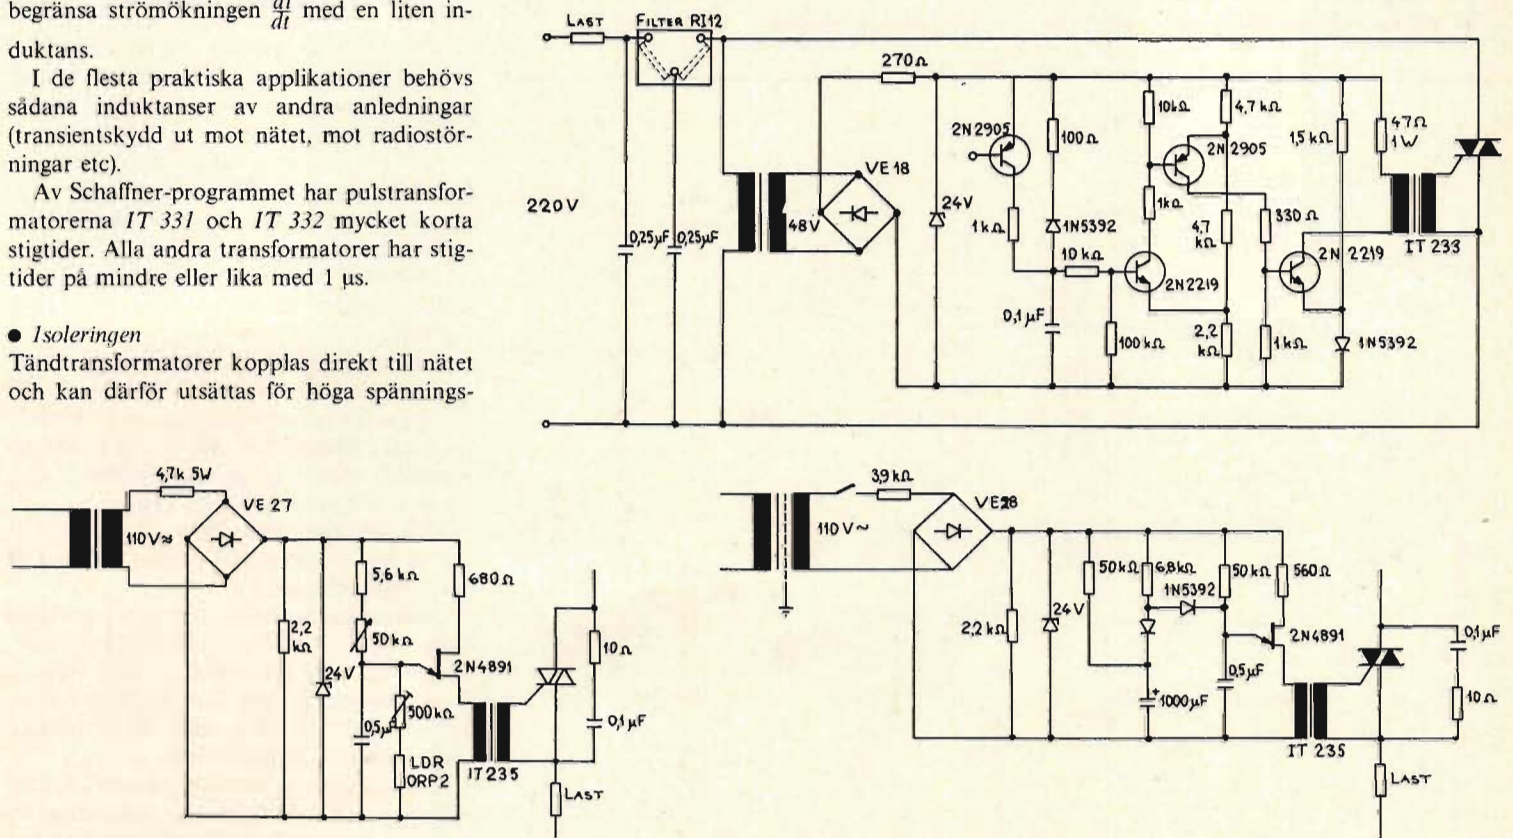 begränsa strömökningen di/dt med en liten in-
duktans.
I de flesta praktiska applikationer behövs
sådana induktanser av andra anledningar
(transientskydd ut mot nätet, mot radiostör-
ningar etc).
Av Schaffner-programmet har pulstransfor-
matorerna IT 331 och IT 332 mycket korta
stigtider. Alla andra transformatorer har stig-
tider på mindre eller lika med 1 µs.
● Isoleringen
Tändtransformatorer kopplas direkt till nätet
och kan därför utsättas för höga spännings-
LAST
FILTER RI12
270Ω
2N2905
100Ω
10kΩ
4,7 kΩ
2N2905
1,5 kΩ
47Ω
1W
VE 18
220V
48V
24V
1kΩ
1N5392
1kΩ
4,7
kΩ
330Ω
0,25µF
0,25µF
10 kΩ
2N2219
2N 2219
IT 233
0,1µF
100 kΩ
2,2
kΩ
1kΩ
1N5392
4,7k 5W
VE 27
110V≈
5,6 kΩ
680Ω
2,2
kΩ
50kΩ
24V
2N4891
10Ω
500kΩ
0,5µF
0,1µF
LDR
ORP2
IT235
LAST
3,9kΩ
VE28
110V~
50kΩ
6,8kΩ
50kΩ
560Ω
1N5392
2,2kΩ
24V
2N4891
0,1µF
0,5µF
+
1000µF
10Ω
IT 235
LAST